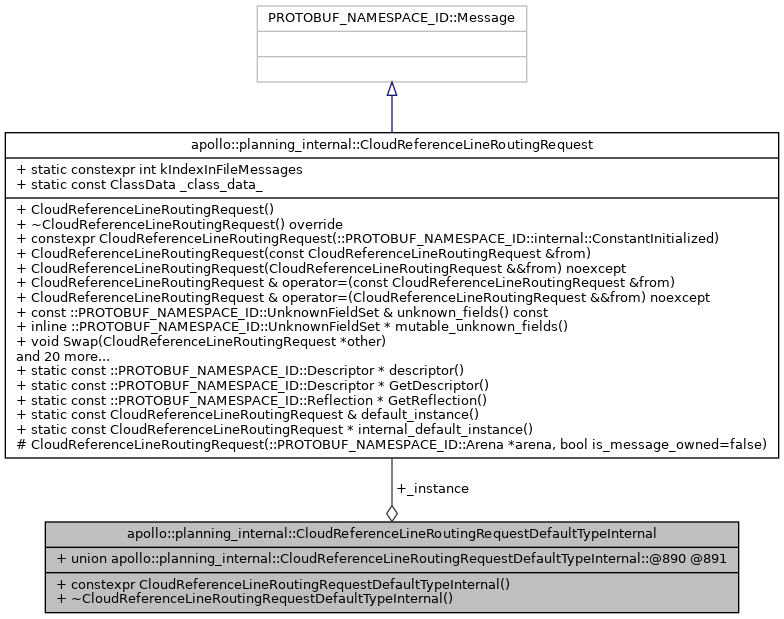 PROTOBUF_NAMESPACE_ID::Message
apollo::planning_internal::CloudReferenceLineRoutingRequest
+ static constexpr int kIndexInFileMessages
+ static const ClassData _class_data_
+ CloudReferenceLineRoutingRequest()
+ ~CloudReferenceLineRoutingRequest() override
+ constexpr CloudReferenceLineRoutingRequest(::PROTOBUF_NAMESPACE_ID::internal::ConstantInitialized)
+ CloudReferenceLineRoutingRequest(const CloudReferenceLineRoutingRequest &from)
+ CloudReferenceLineRoutingRequest(CloudReferenceLineRoutingRequest &&from) noexcept
+ CloudReferenceLineRoutingRequest & operator=(const CloudReferenceLineRoutingRequest &from)
+ CloudReferenceLineRoutingRequest & operator=(CloudReferenceLineRoutingRequest &&from) noexcept
+ const ::PROTOBUF_NAMESPACE_ID::UnknownFieldSet & unknown_fields() const
+ inline ::PROTOBUF_NAMESPACE_ID::UnknownFieldSet * mutable_unknown_fields()
+ void Swap(CloudReferenceLineRoutingRequest *other)
and 20 more...
+ static const ::PROTOBUF_NAMESPACE_ID::Descriptor * descriptor()
+ static const ::PROTOBUF_NAMESPACE_ID::Descriptor * GetDescriptor()
+ static const ::PROTOBUF_NAMESPACE_ID::Reflection * GetReflection()
+ static const CloudReferenceLineRoutingRequest & default_instance()
+ static const CloudReferenceLineRoutingRequest * internal_default_instance()
# CloudReferenceLineRoutingRequest(::PROTOBUF_NAMESPACE_ID::Arena *arena, bool is_message_owned=false)
+_instance
apollo::planning_internal::CloudReferenceLineRoutingRequestDefaultTypeInternal
+ union apollo::planning_internal::CloudReferenceLineRoutingRequestDefaultTypeInternal::@890 @891
+ constexpr CloudReferenceLineRoutingRequestDefaultTypeInternal()
+ ~CloudReferenceLineRoutingRequestDefaultTypeInternal()